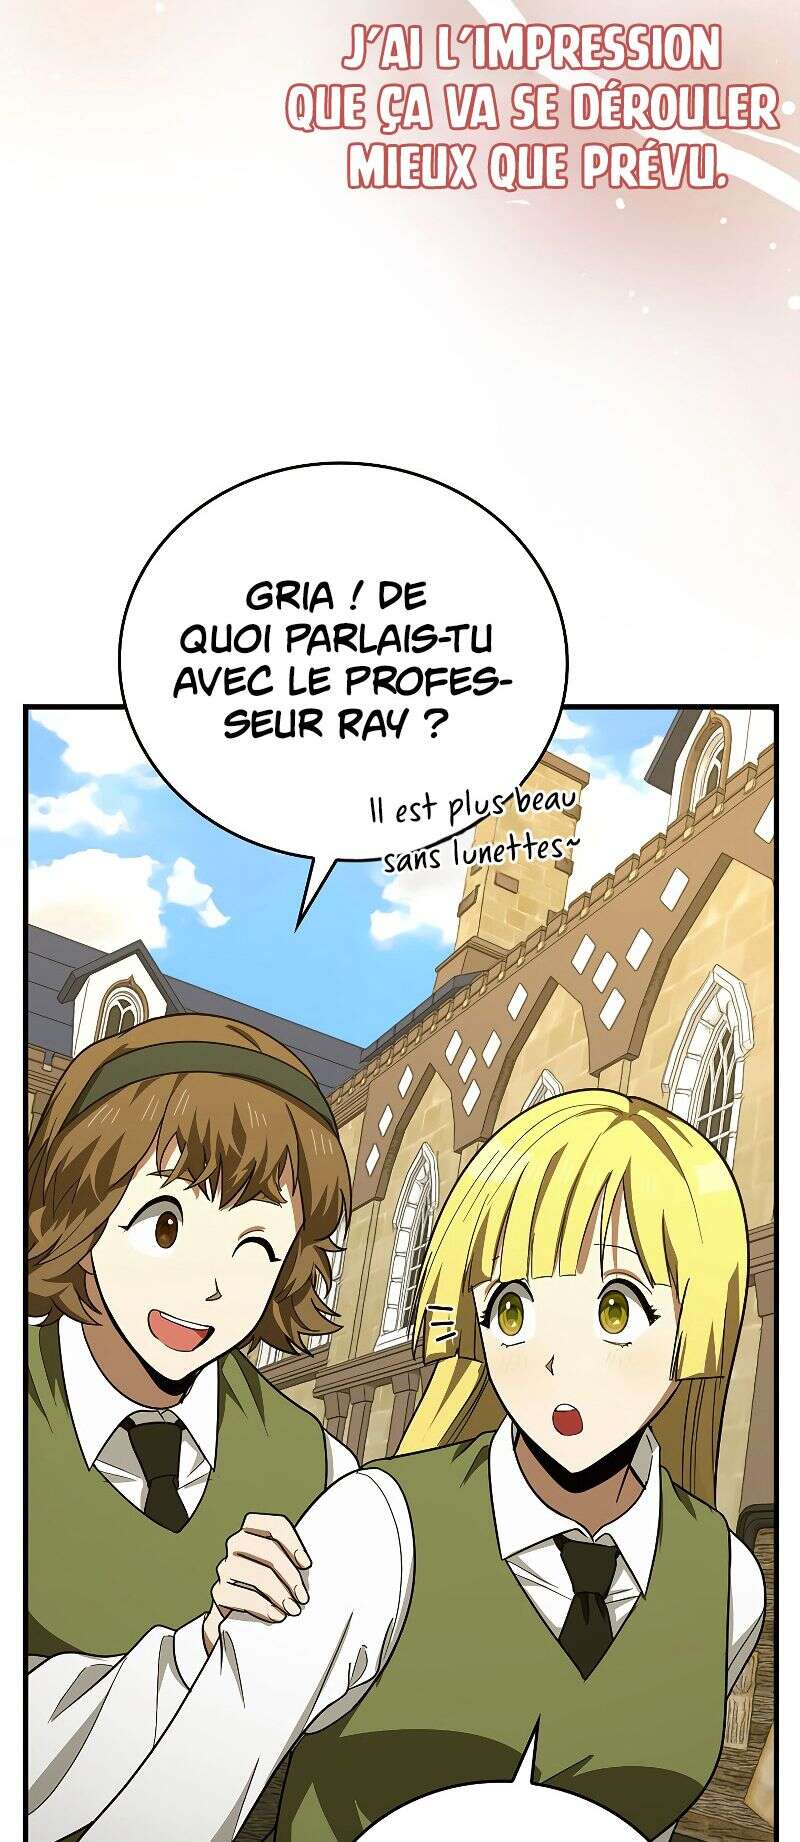 J'AI L'IMPRESSION
QUE ÇA VA SE DÉROULER
MIEUX QUE PRÉVU.
GRIA ! DE
QUOI PARLAIS-TU
AVEC LE PROFES-
SEUR RAY ?
Il est plus beau
sans lunettes~